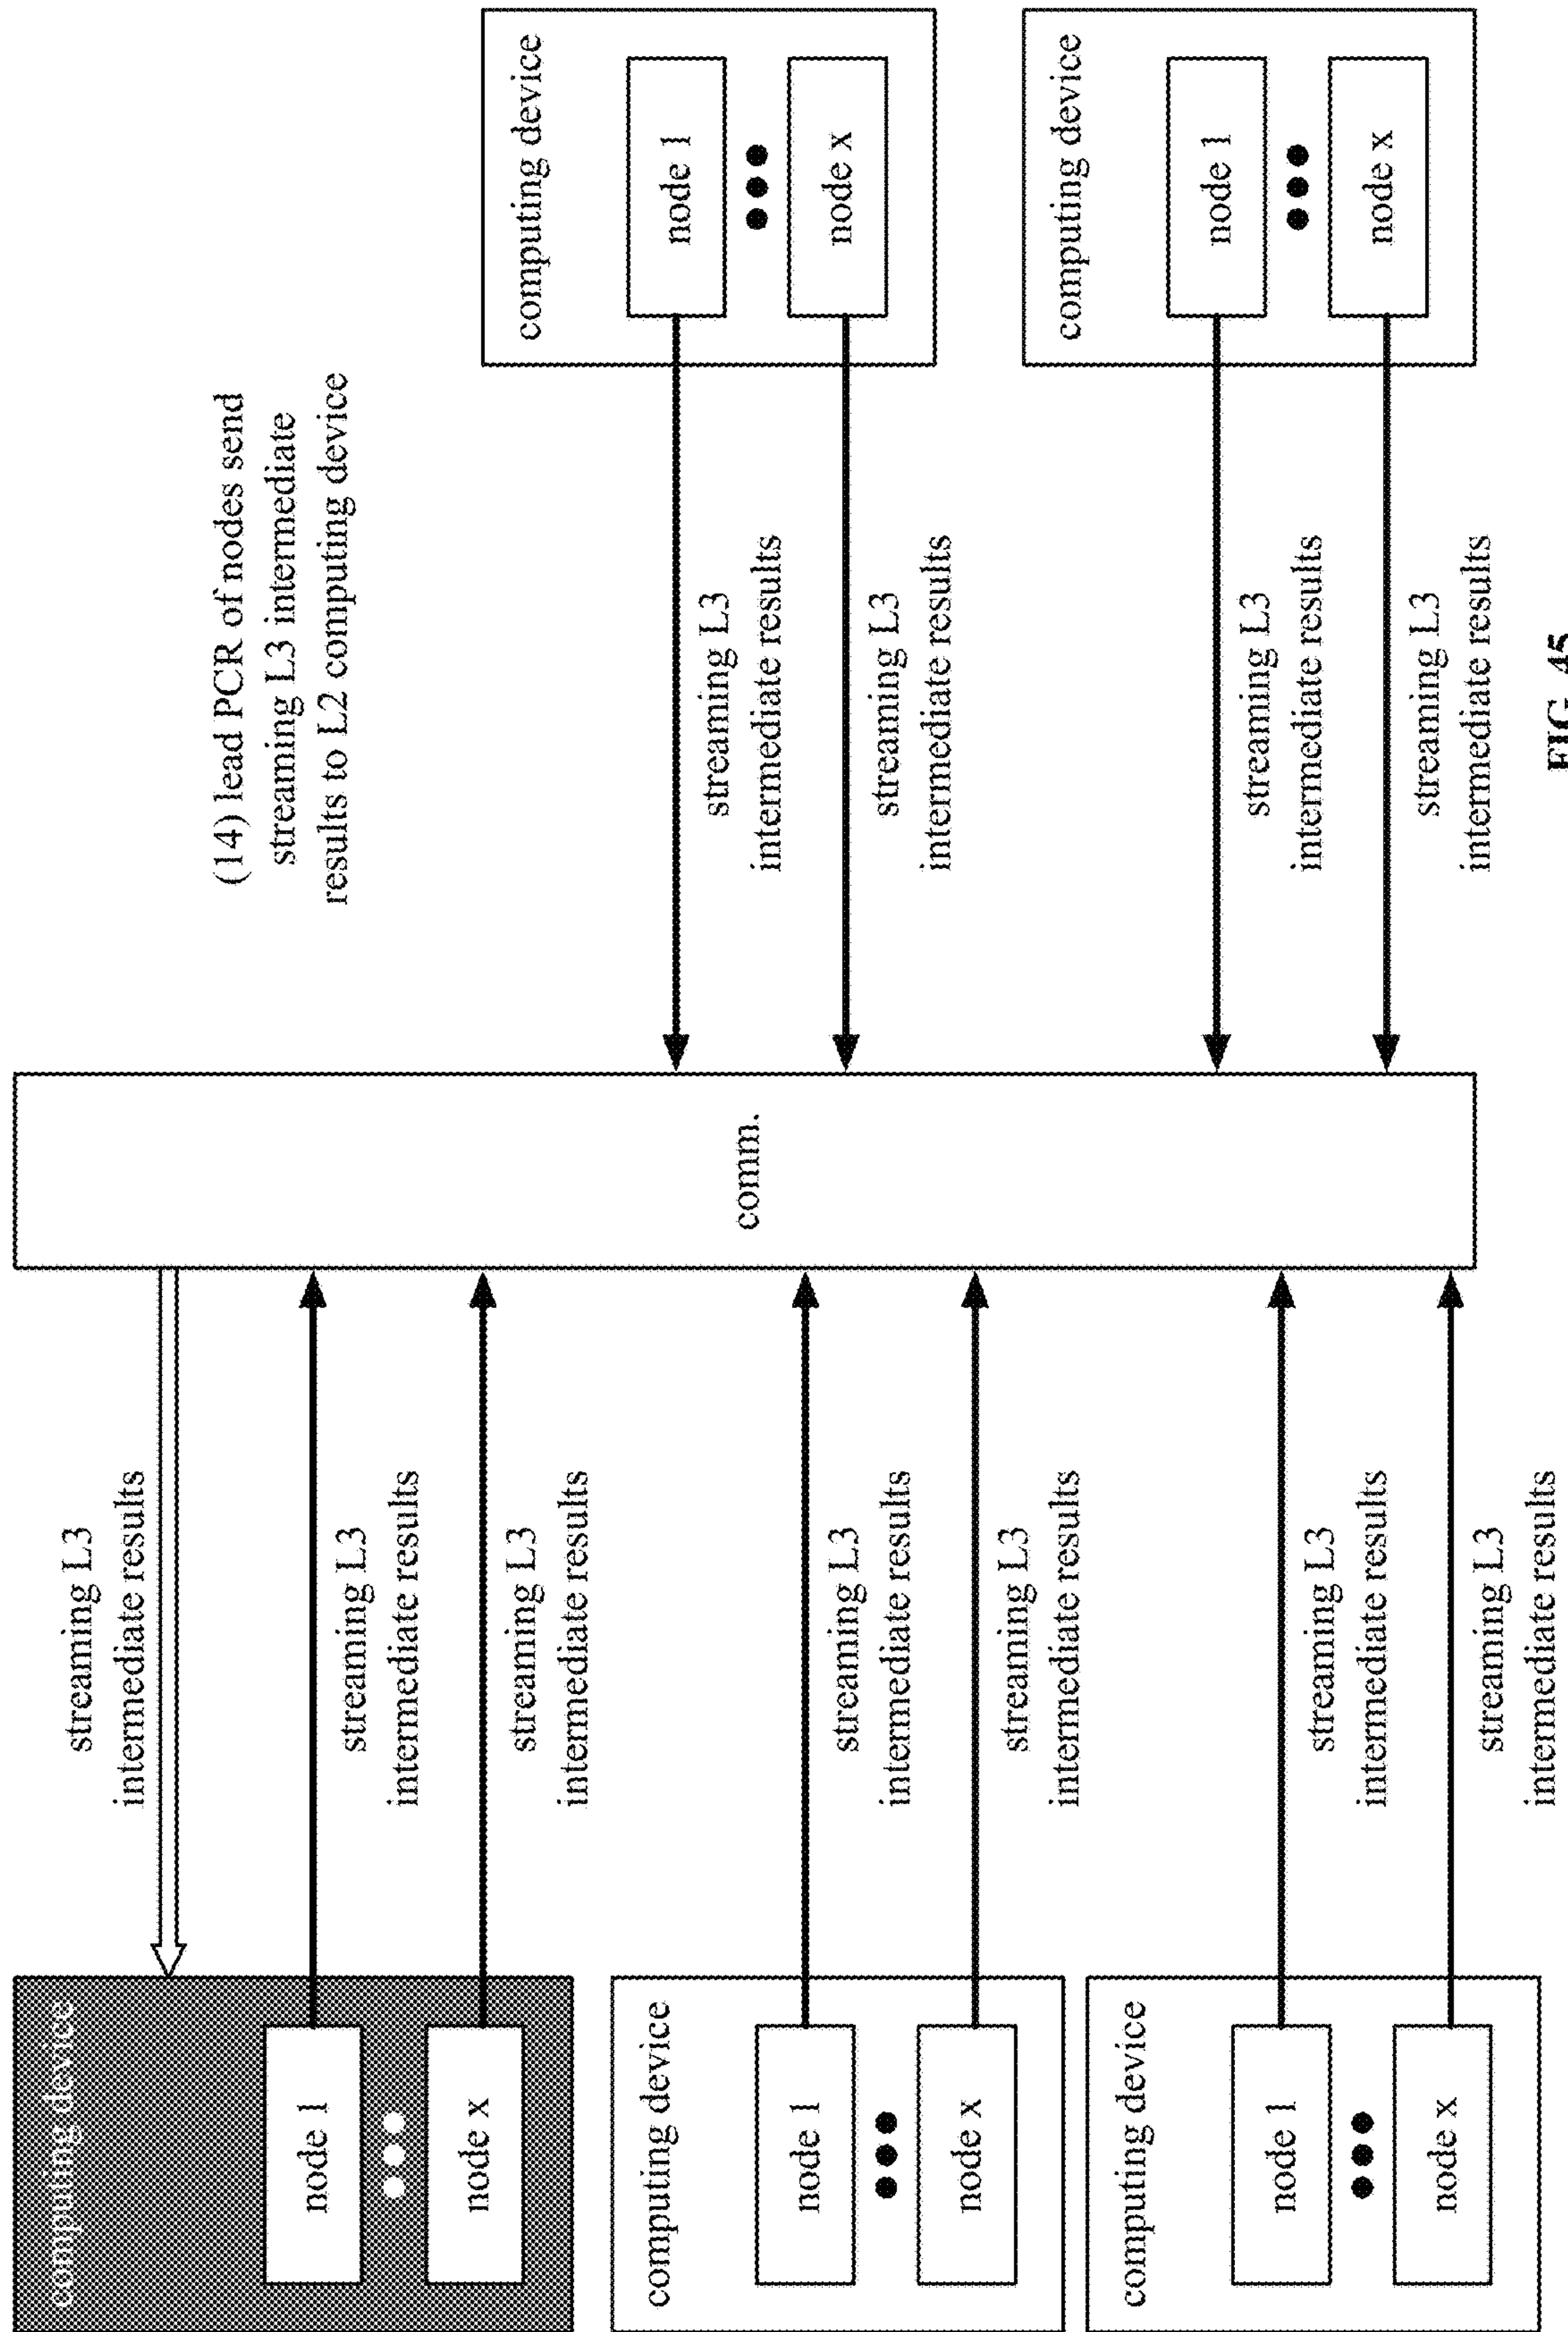 computing device
node 1
node x
streaming L3
intermediate results
streaming L3
intermediate results
streaming L3
intermediate results
computing device
node 1
node x
streaming L3
intermediate results
streaming L3
intermediate results
computing device
node 1
node x
streaming L3
intermediate results
streaming L3
intermediate results
comm.
(14) lead PCR of nodes send
streaming L3 intermediate
results to L2 computing device
streaming L3
intermediate results
streaming L3
intermediate results
computing device
node 1
node x
streaming L3
intermediate results
streaming L3
intermediate results
computing device
node 1
node x
FIG. 45